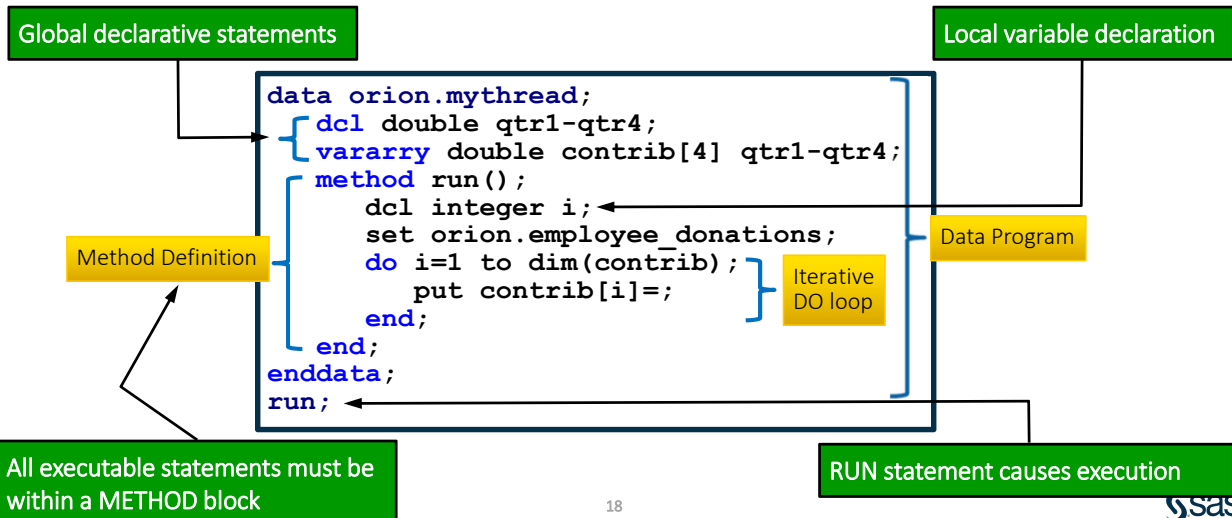 Global declarative statements
Local variable declaration
data orion.mythread;
dcl double qtr1-qtr4;
vararry double contrib[4] qtr1-qtr4;
method run();
dcl integer i;
set orion.employee_donations;
do i=1 to dim(contrib);
put contrib[i]=;
end;
end;
enddata;
run;
Method Definition
Iterative
DO loop
Data Program
All executable statements must be
within a METHOD block
RUN statement causes execution
18
sas